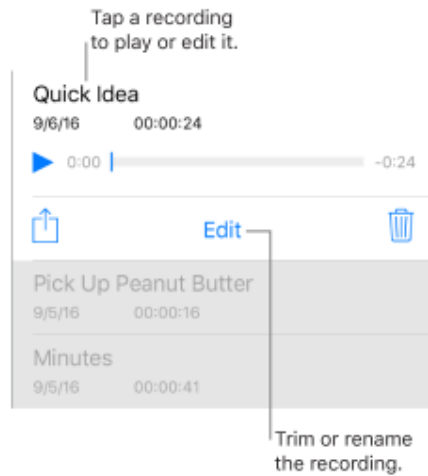 Tap a recording
to play or edit it.
Quick Idea
9/6/16 00:00:24
0:00 -0:24
Edit
Pick Up Peanut Butter
9/5/16 00:00:16
Minutes
9/5/16 00:00:41
Trim or rename
the recording.